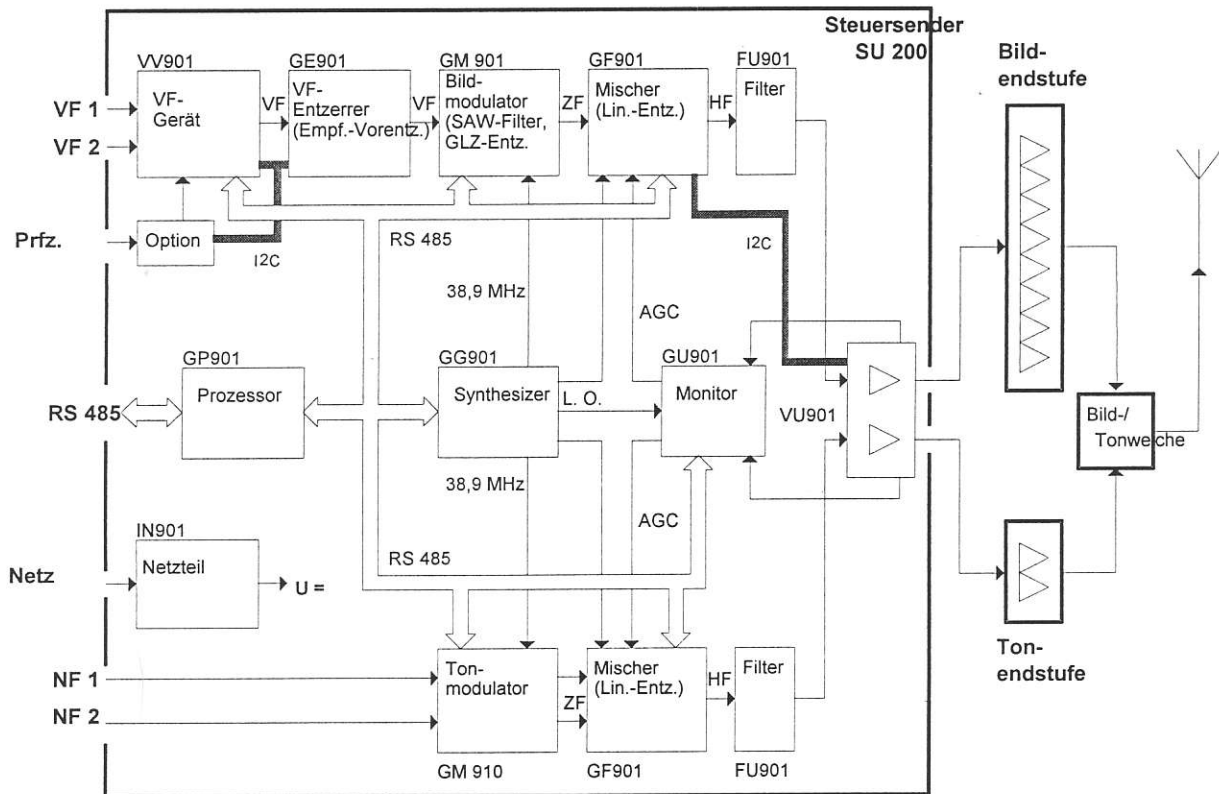 Steuersender
SU 200
VV901
VF-
Gerät
GE901
VF-
Entzerrer
(Empf.-Vorentz.)
GM 901
Bild-
modulator
(SAW-Filter,
GLZ-Entz.
GF901
Mischer
(Lin.-Entz.)
FU901
Filter
Bild-
endstufe
VF 1
VF 2
VF
VF
ZF
HF
Prfz.
Option
I2C
RS 485
I2C
38,9 MHz
AGC
GP901
Prozessor
GG901
Synthesizer
GU901
Monitor
RS 485
L. O.
VU901
Bild-/
Tonweiche
38,9 MHz
AGC
IN901
Netzteil
Netz
U =
RS 485
Ton-
endstufe
NF 1
NF 2
Ton-
modulator
ZF
Mischer
(Lin.-Entz.)
HF
Filter
GM 910
GF901
FU901